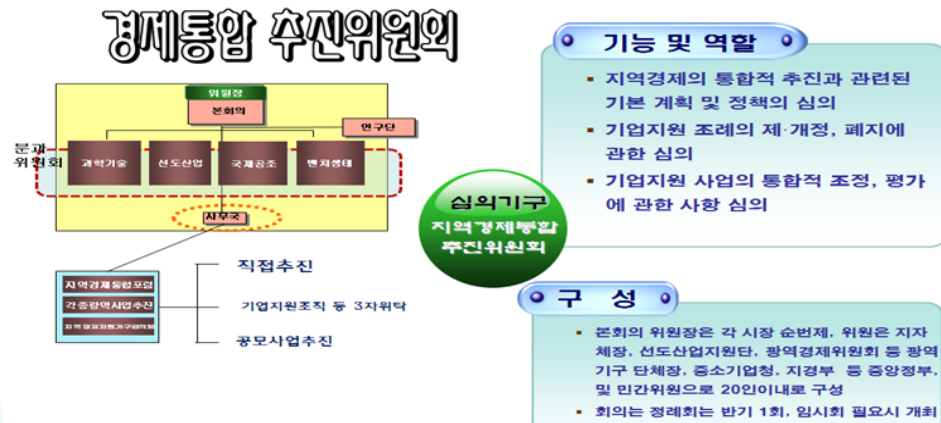 경제통합 추진위원회
위원장
본회의
연구단
분과
위원회
과학기술
선도산업
국제공조
벤처생태
사무국
지역경제통합포럼
각종광역사업추진
직접추진
기업지원조직 등 3자위탁
공모사업추진
심의기구
지역경제통합
추진위원회
기능 및 역할
▪ 지역경제의 통합적 추진과 관련된
기본 계획 및 정책의 심의
▪ 기업지원 조례의 제·개정, 폐지에
관한 심의
▪ 기업지원 사업의 통합적 조정, 평가
에 관한 사항 심의
구 성
▪ 본회의 위원장은 각 시장 순번제, 위원은 지자
체장, 선도산업지원단, 광역경제위원회 등 광역
기구 단체장, 중소기업청, 지경부 등 중앙정부,
및 민간위원으로 20인이내로 구성
▪ 회의는 정례회는 반기 1회, 임시회 필요시 개최